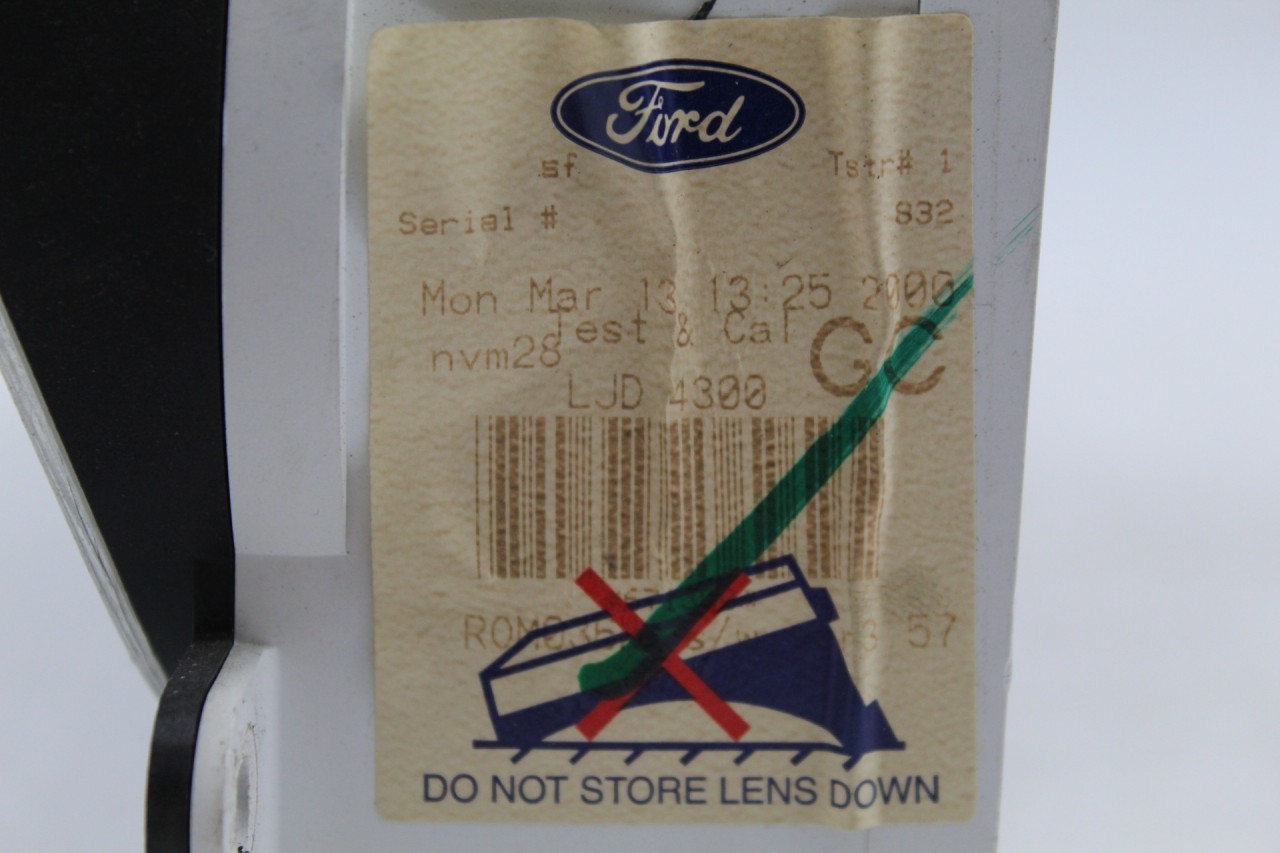 Ford
sf Tstr# 1
Serial # 832
Mon Mar 13 13:25 2000
Test & Cal
nvm28 GC
LJD 4300
57
DO NOT STORE LENS DOWN